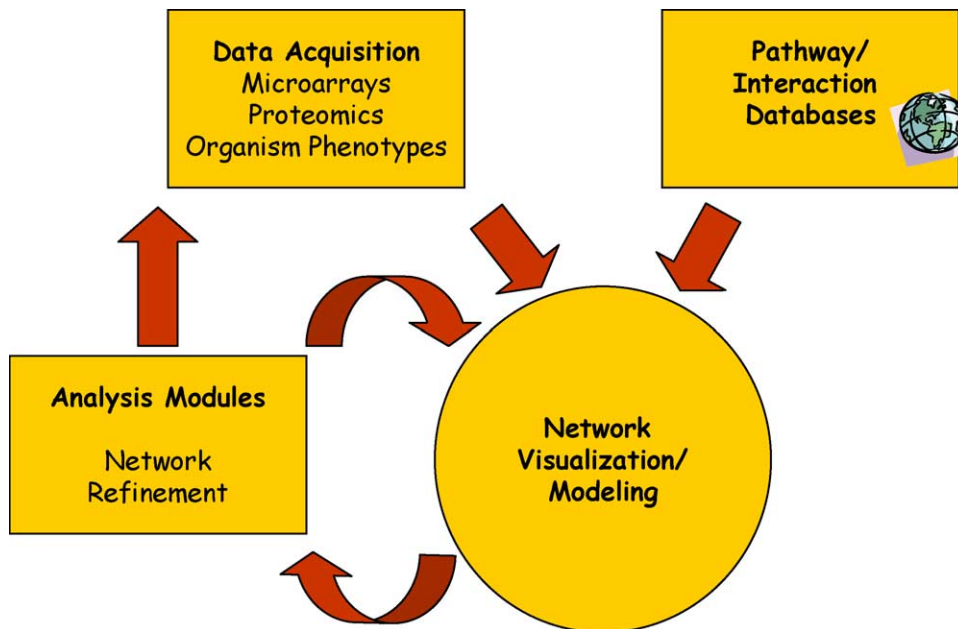 Data Acquisition
Microarrays
Proteomics
Organism Phenotypes
Pathway/
Interaction
Databases
Analysis Modules
Network
Refinement
Network
Visualization/
Modeling